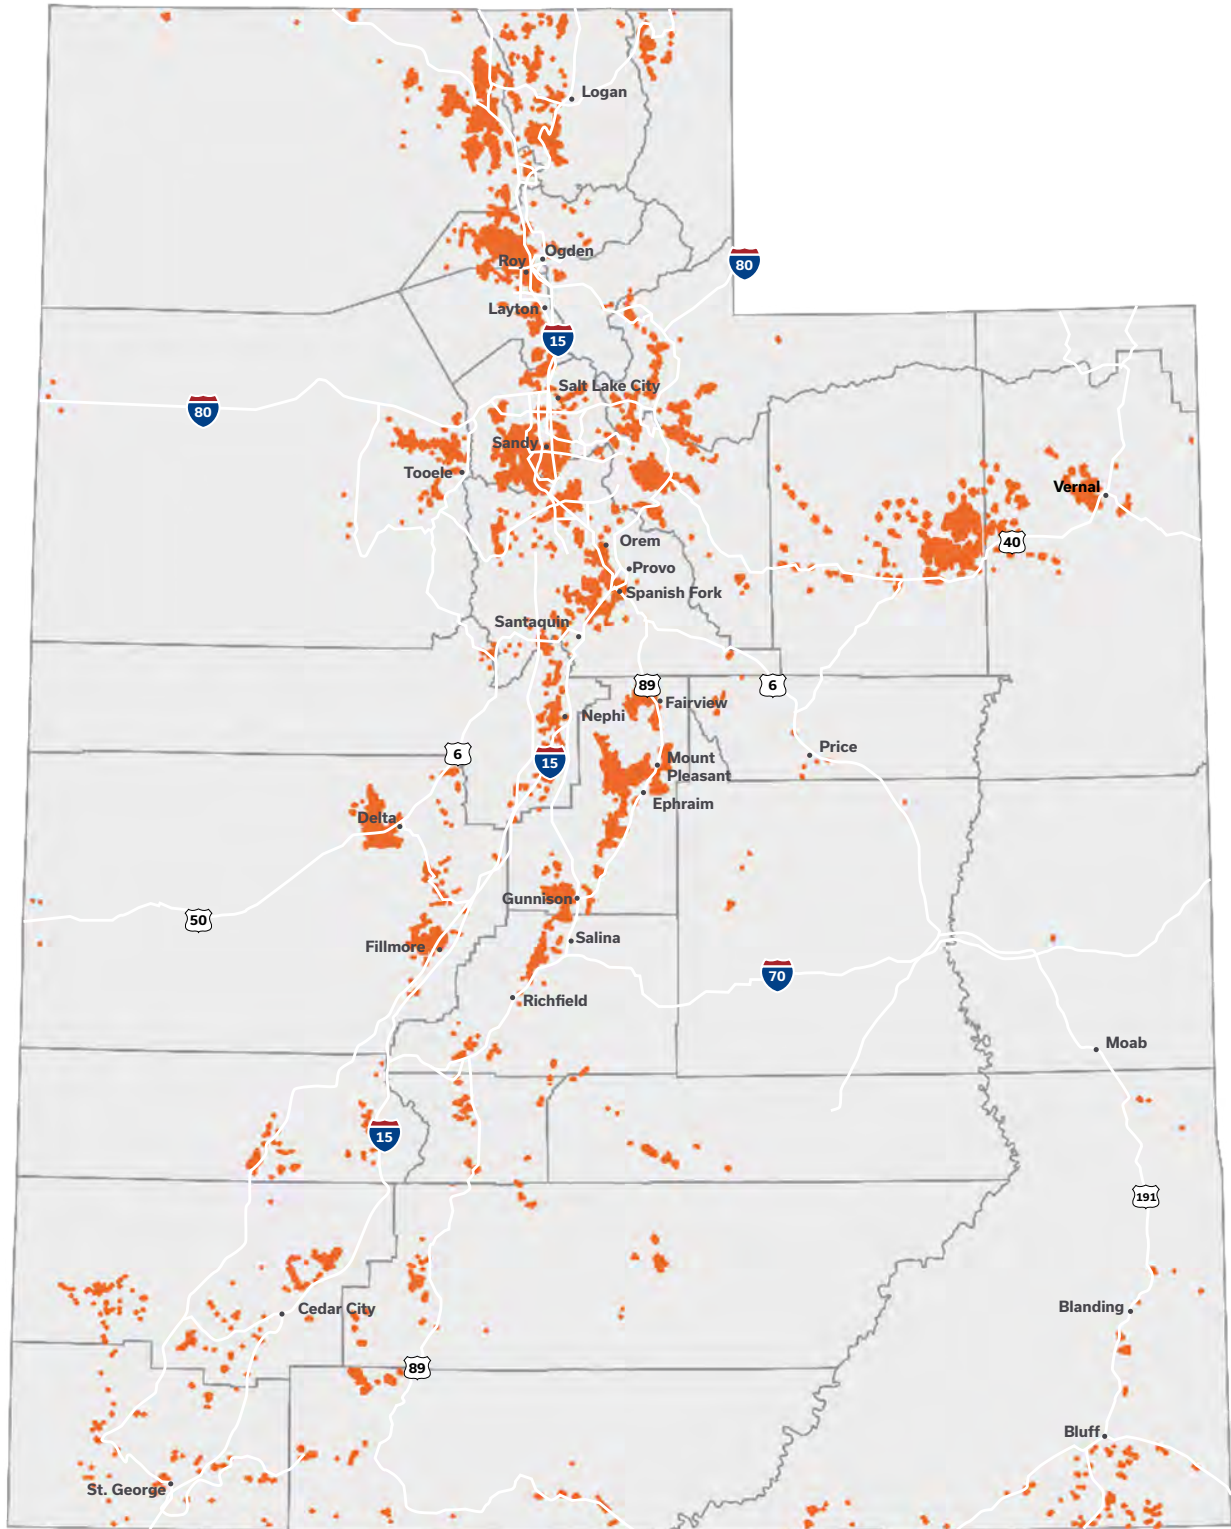 Logan
Ogden
Roy
80
Layton
15
Salt Lake City
80
Sandy
Tooele
Vernal
Orem
40
Provo
Spanish Fork
Santaquin
89
6
Fairview
Nephi
6
15
Price
Mount
Pleasant
Ephraim
Delta
Gunnison
50
Salina
Fillmore
70
Richfield
Moab
15
191
Cedar City
Blanding
89
Bluff
St. George